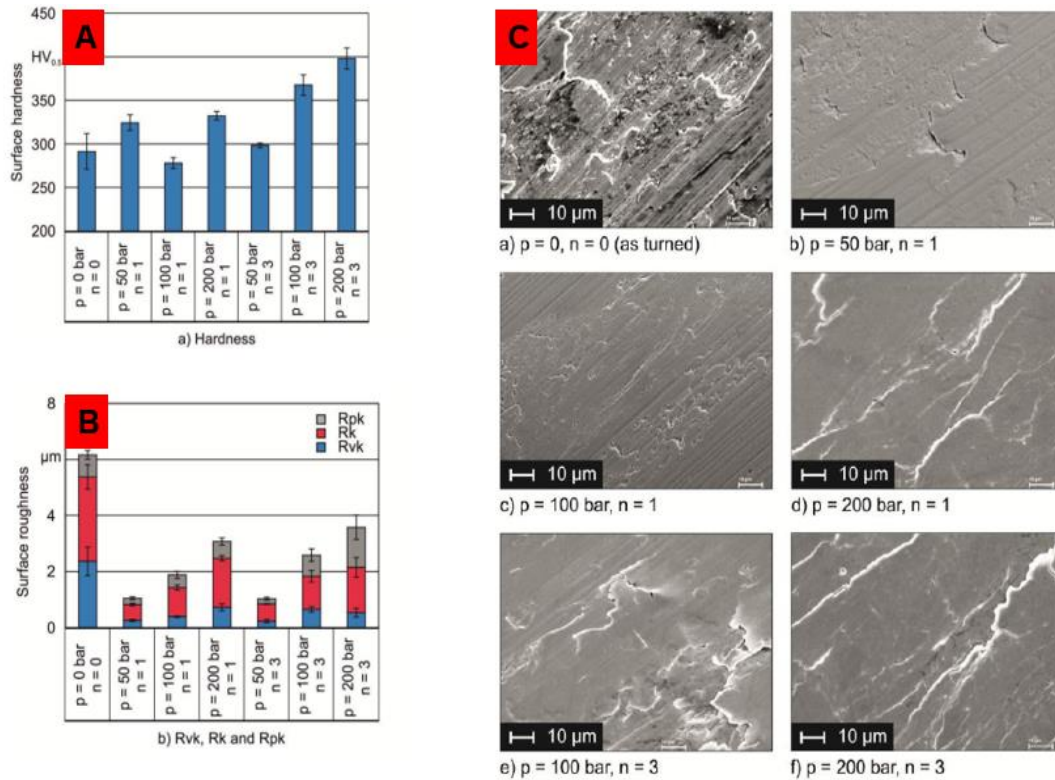 A
450
HV0.5
350
300
250
200
Surface hardness
p = 0 bar
n = 0
p = 50 bar
n = 1
p = 100 bar
n = 1
p = 200 bar
n = 1
p = 50 bar
n = 3
p = 100 bar
n = 3
p = 200 bar
n = 3
a) Hardness
B
8
µm
4
2
0
Surface roughness
Rpk
Rk
Rvk
p = 0 bar
n = 0
p = 50 bar
n = 1
p = 100 bar
n = 1
p = 200 bar
n = 1
p = 50 bar
n = 3
p = 100 bar
n = 3
p = 200 bar
n = 3
b) Rvk, Rk and Rpk
C
10 µm
a) p = 0, n = 0 (as turned)
10 µm
b) p = 50 bar, n = 1
10 µm
c) p = 100 bar, n = 1
10 µm
d) p = 200 bar, n = 1
10 µm
e) p = 100 bar, n = 3
10 µm
f) p = 200 bar, n = 3